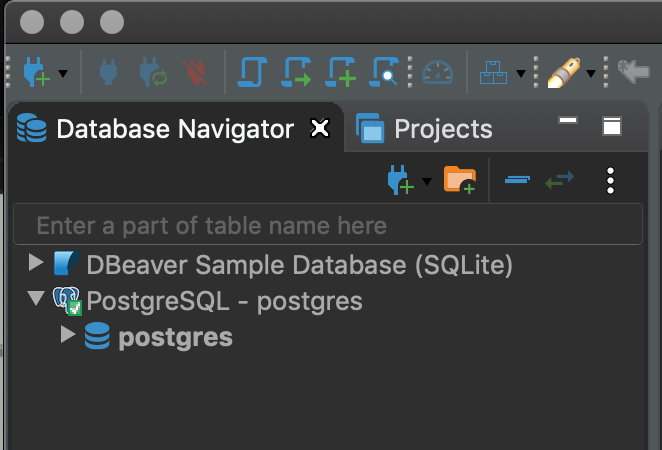 Database Navigator Projects
Enter a part of table name here
DBeaver Sample Database (SQLite)
PostgreSQL - postgres
postgres